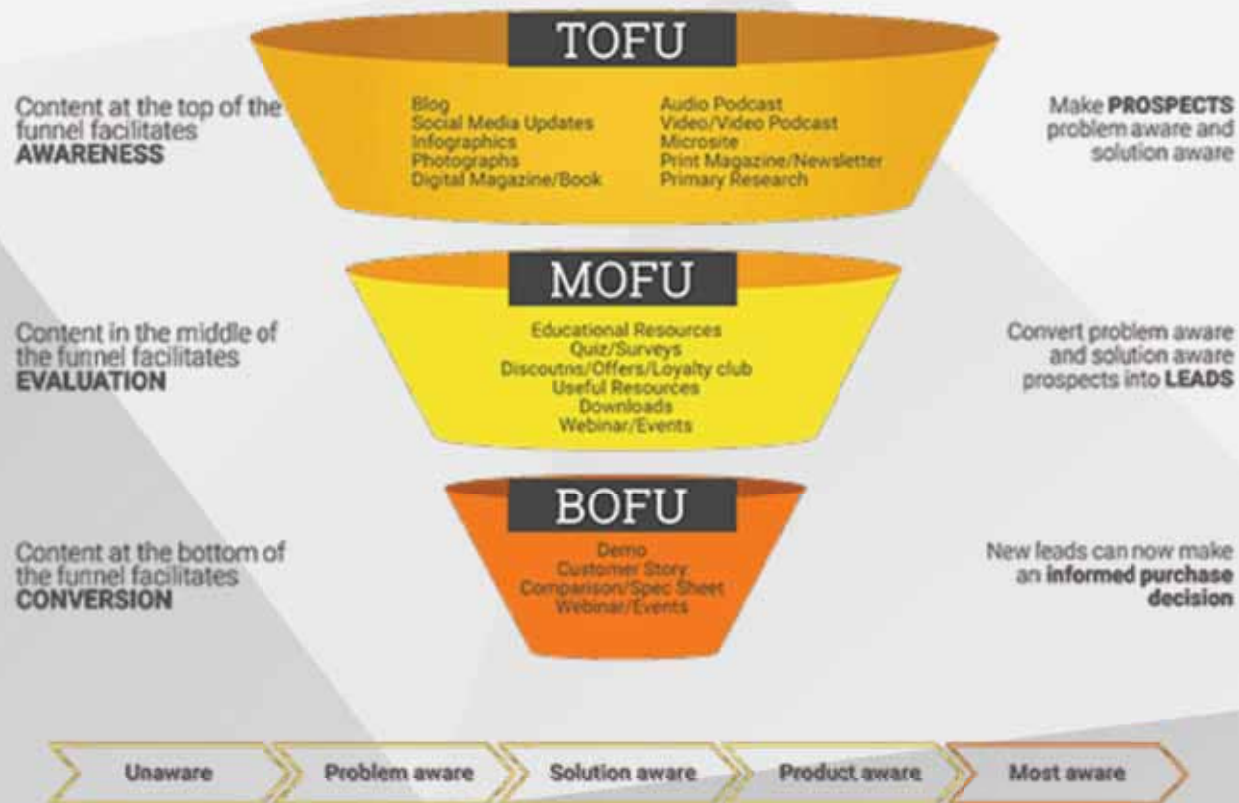 TOFU
Content at the top of the
funnel facilitates
AWARENESS
Blog
Social Media Updates
Infographics
Photographs
Digital Magazine/Book
Audio Podcast
Video/Video Podcast
Microsite
Print Magazine/Newsletter
Primary Research
Make PROSPECTS
problem aware and
solution aware
MOFU
Content in the middle of
the funnel facilitates
EVALUATION
Educational Resources
Quiz/Surveys
Discoutns/Offers/Loyalty club
Useful Resources
Downloads
Webinar/Events
Convert problem aware
and solution aware
prospects into LEADS
BOFU
Content at the bottom of
the funnel facilitates
CONVERSION
Demo
Customer Story
Comparison/Spec Sheet
Webinar/Events
New leads can now make
an informed purchase
decision
Unaware
Problem aware
Solution aware
Product aware
Most aware